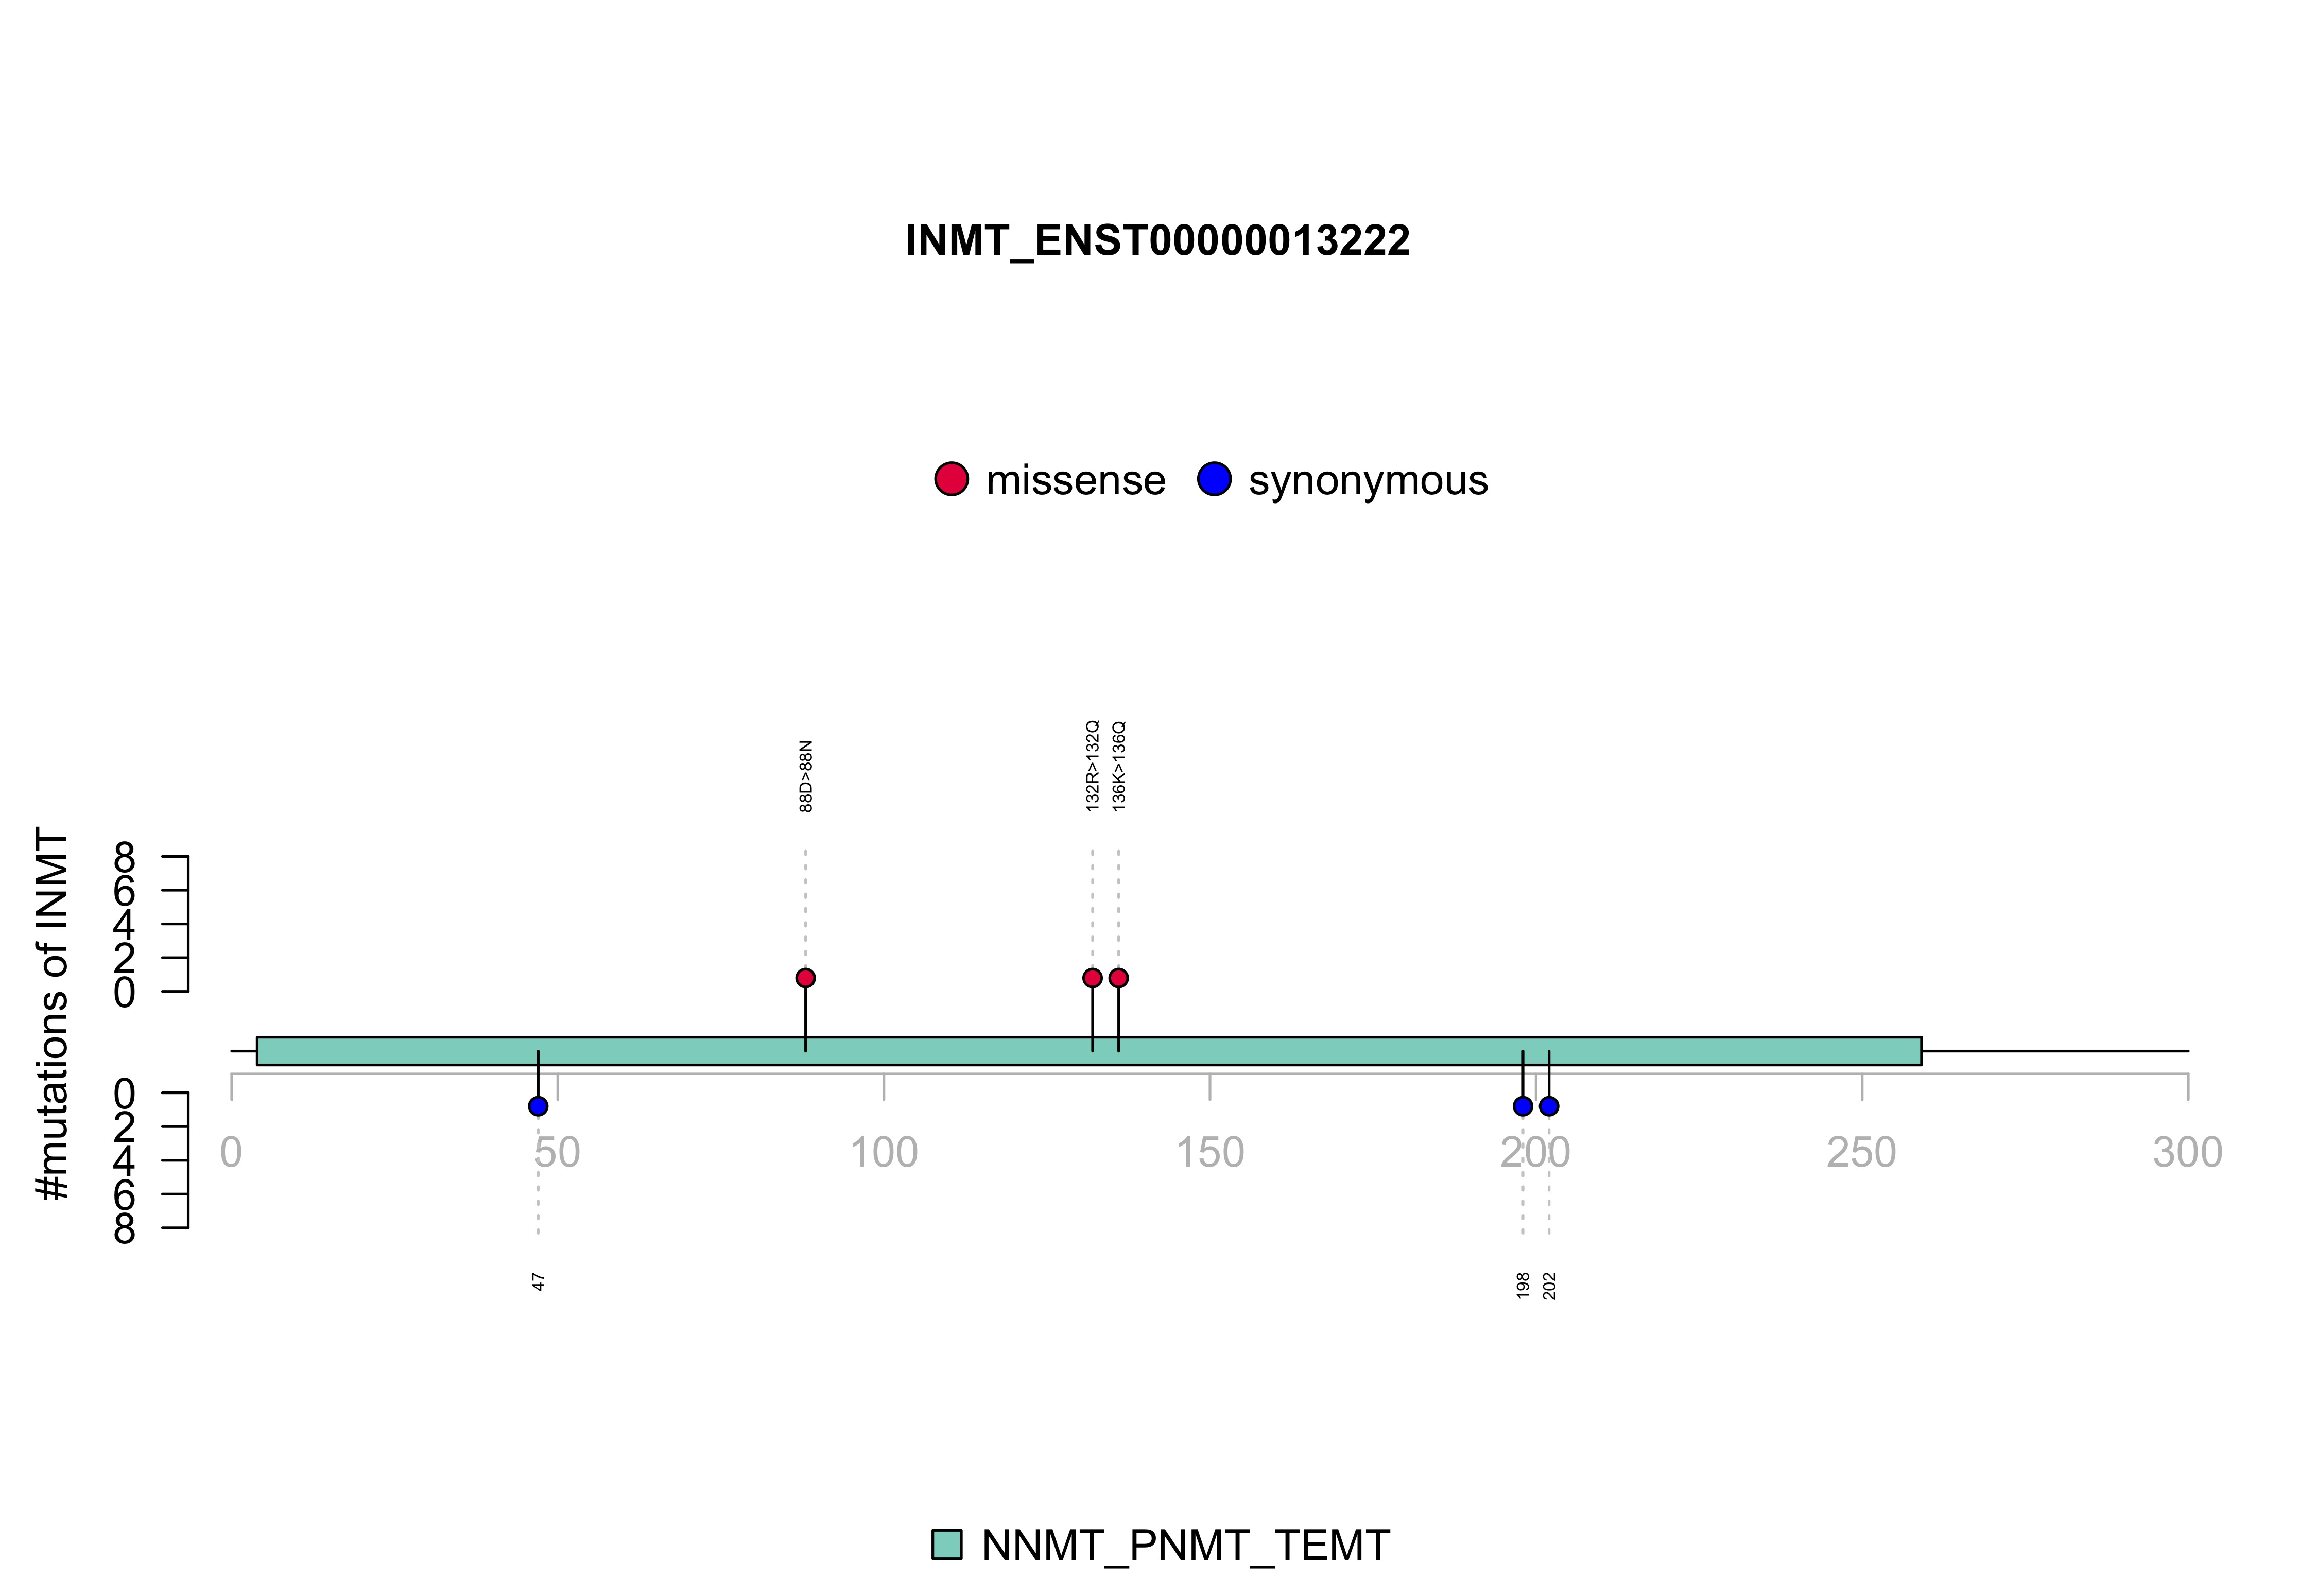 INMT_ENST00000013222
missense synonymous
88D>88N 132R>132Q 136K>136Q
#mutations of INMT
8
6
4
2
0
0
2
4
6
8
0 50 100 150 200 250 300
47 198 202
NNMT_PNMT_TEMT